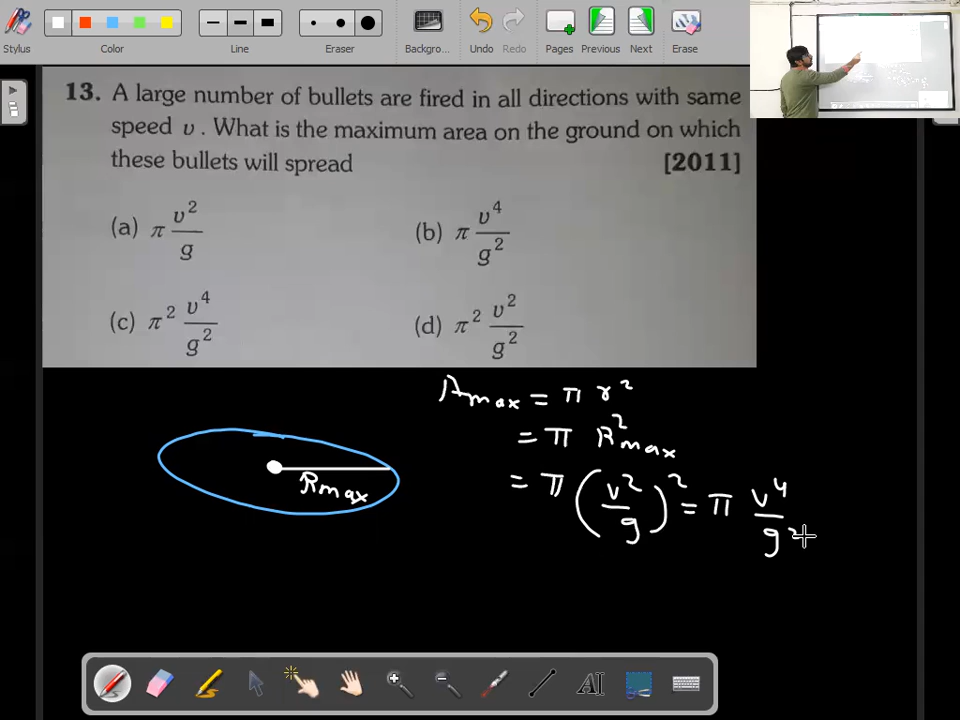 Stylus Color Line Eraser Backgro... Undo Redo Pages Previous Next Erase
13. A large number of bullets are fired in all directions with same
speed υ. What is the maximum area on the ground on which
these bullets will spread [2011]
(a) π υ²/g (b) π υ⁴/g²
(c) π² υ⁴/g² (d) π² υ²/g²
Amax = π r²
= π R²max
= π (v²/g)² = π v⁴/g²
Rmax
AI